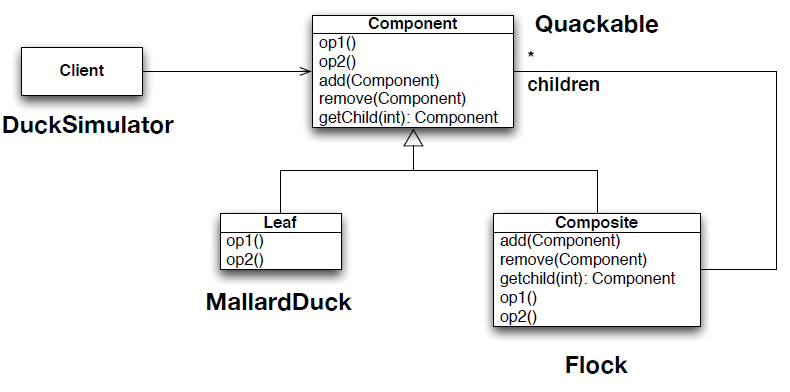 Component
Quackable
op1()
op2()
add(Component)
remove(Component)
getChild(int): Component
*
children
Client
DuckSimulator
Leaf
op1()
op2()
MallardDuck
Composite
add(Component)
remove(Component)
getchild(int): Component
op1()
op2()
Flock